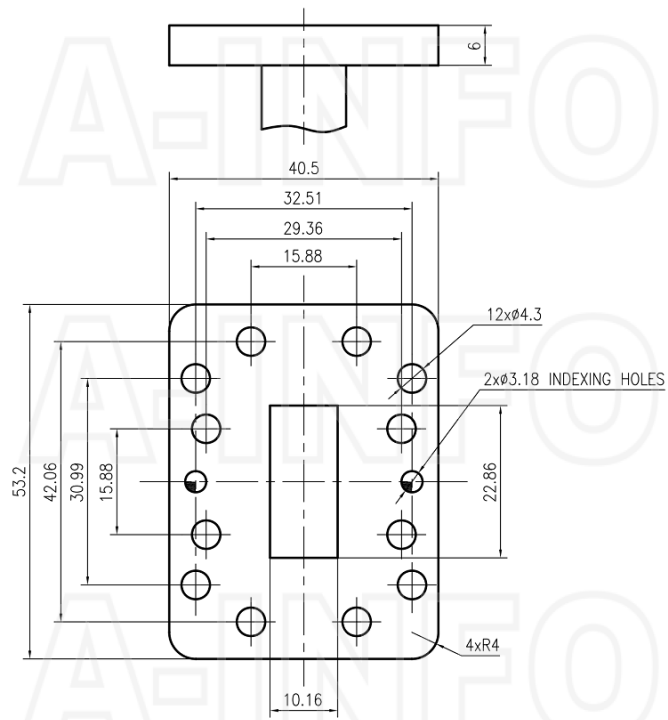 A-INFO
6
40.5
32.51
29.36
15.88
12xø4.3
A-INFO
2xø3.18 INDEXING HOLES
53.2
42.06
30.99
15.88
22.86
4xR4
A-INFO
10.16